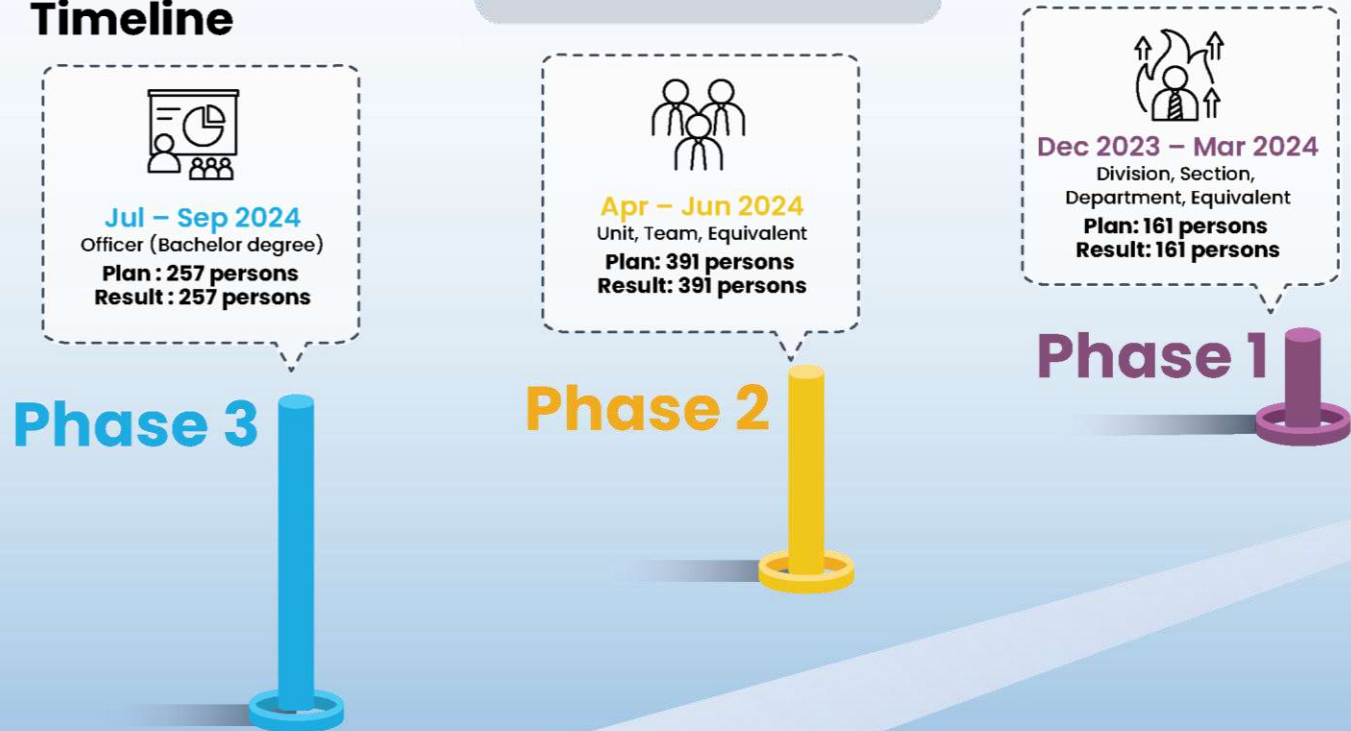 Timeline
Jul – Sep 2024
Officer (Bachelor degree)
Plan : 257 persons
Result : 257 persons
Phase 3
Apr – Jun 2024
Unit, Team, Equivalent
Plan: 391 persons
Result: 391 persons
Phase 2
Dec 2023 – Mar 2024
Division, Section,
Department, Equivalent
Plan: 161 persons
Result: 161 persons
Phase 1